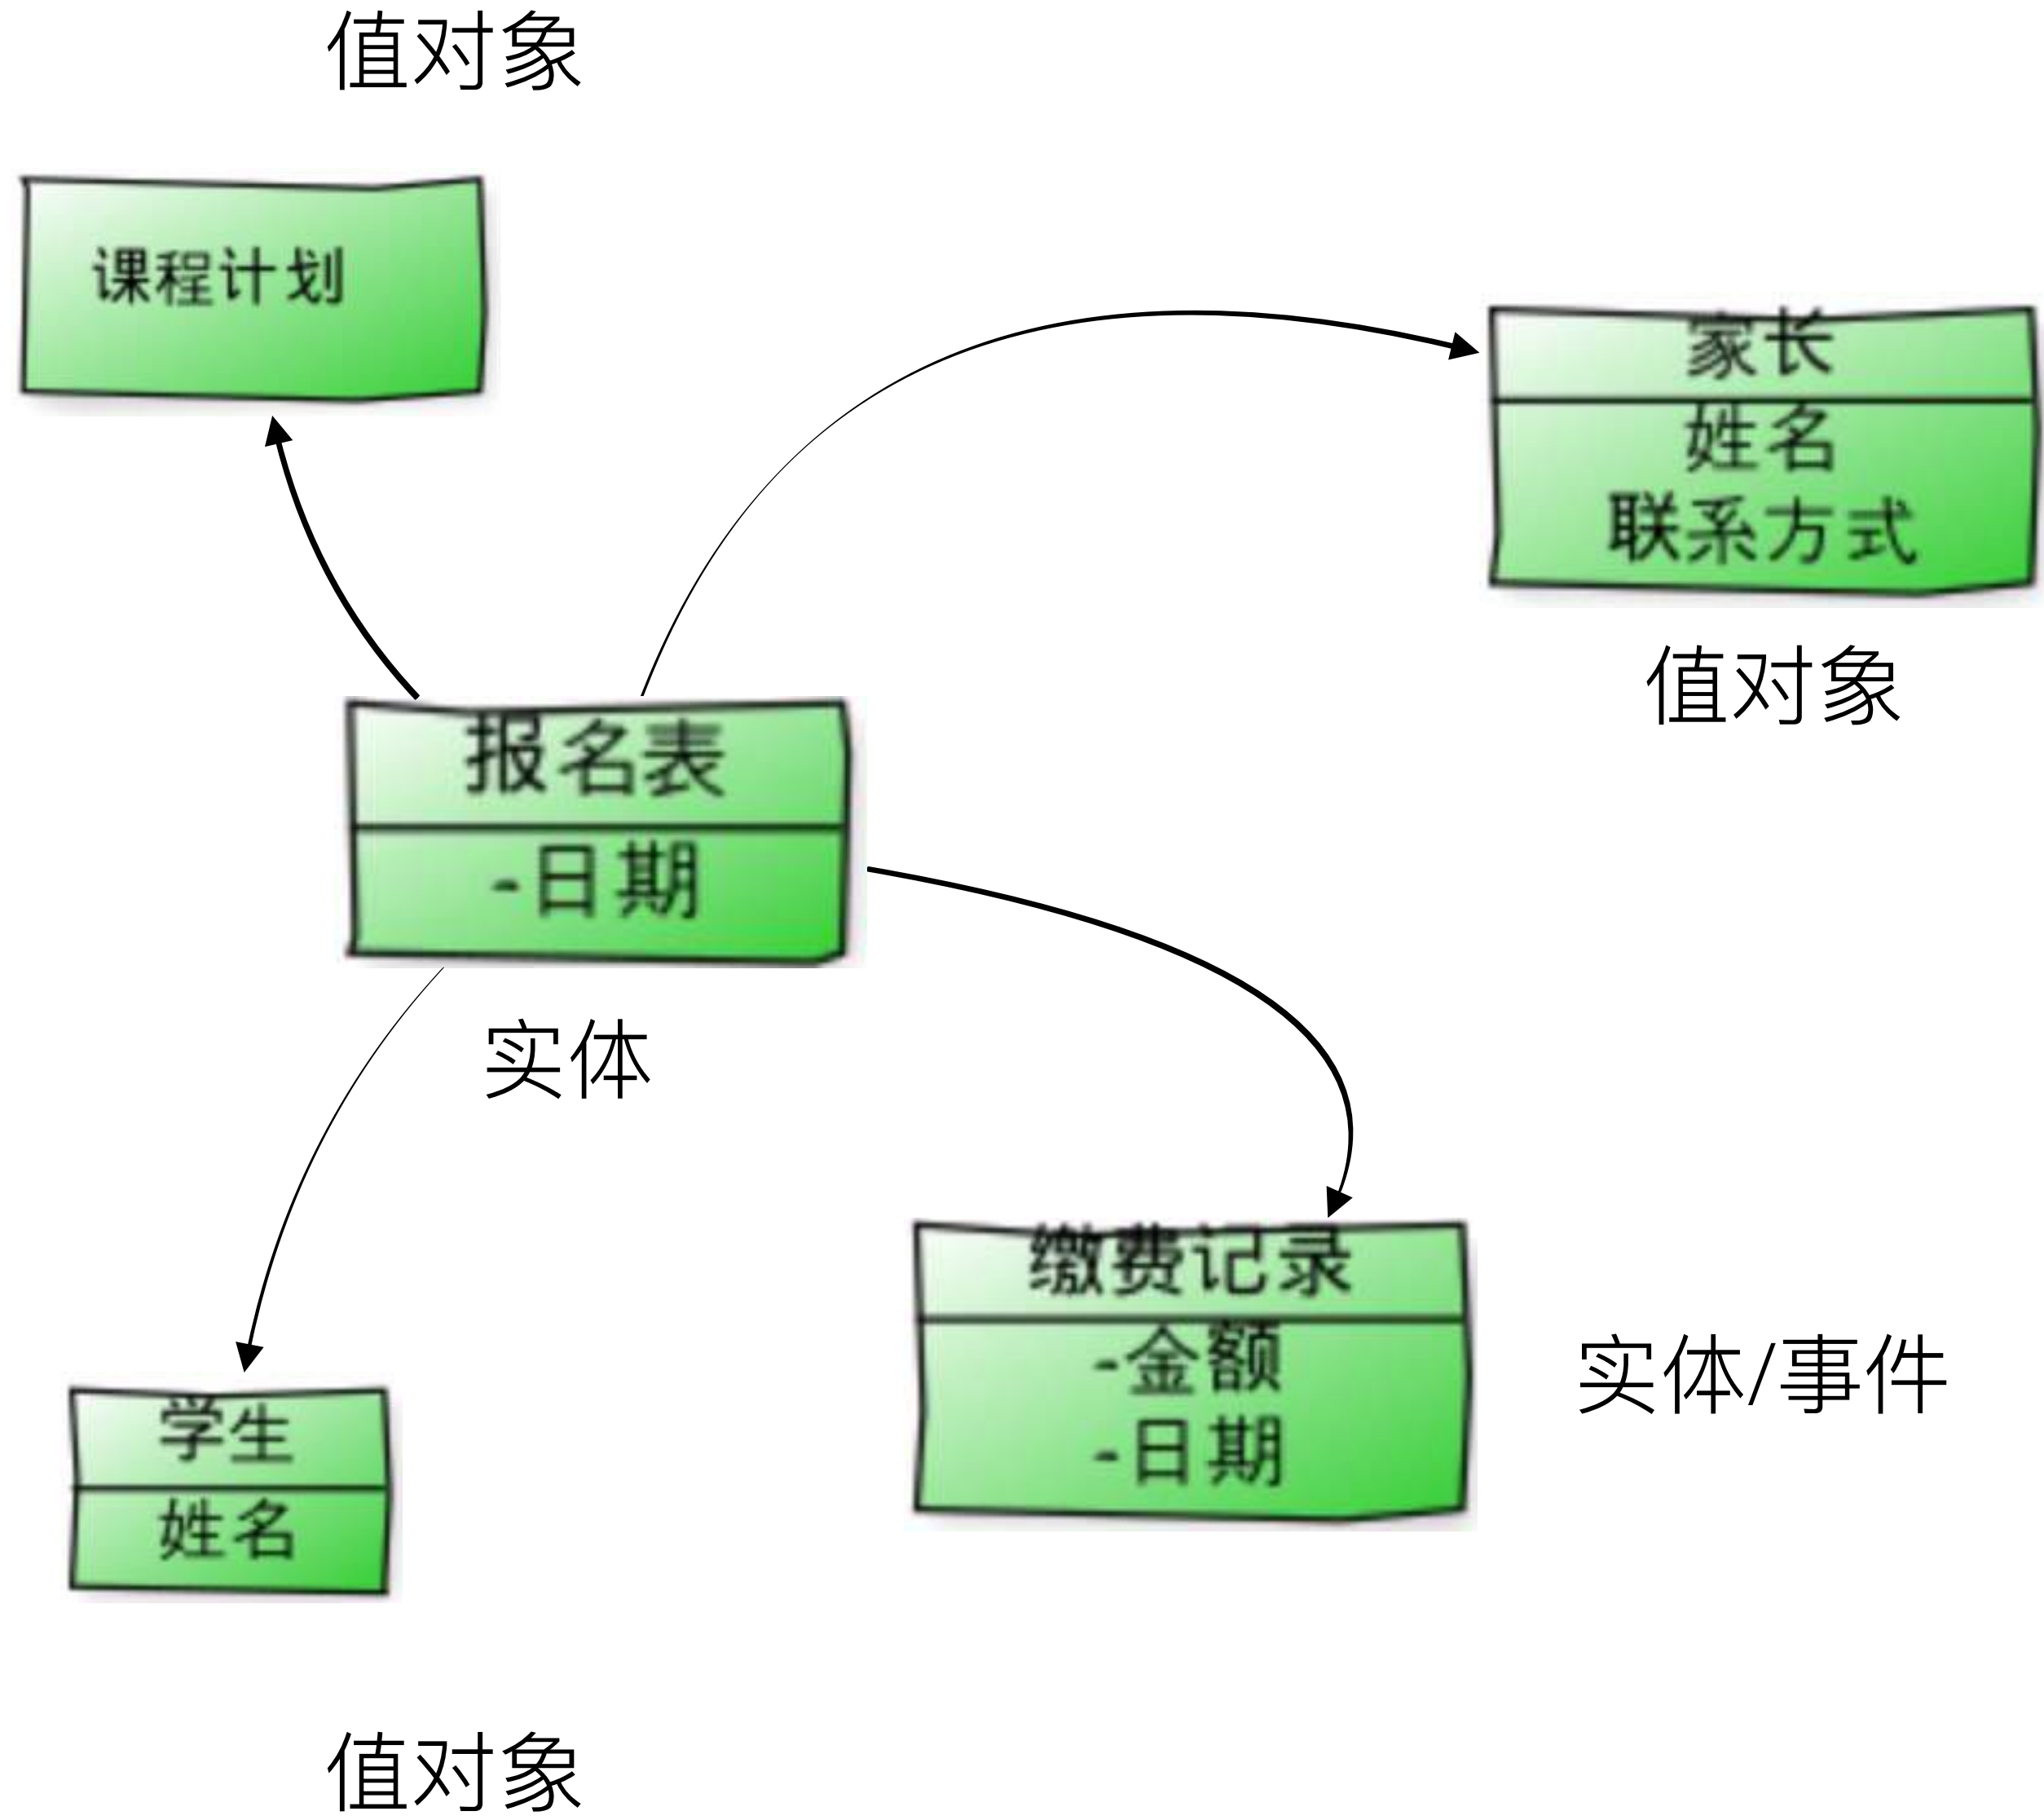 值对象
课程计划
家长
姓名
联系方式
值对象
报名表
-日期
实体
缴费记录
-金额
-日期
实体/事件
学生
姓名
值对象